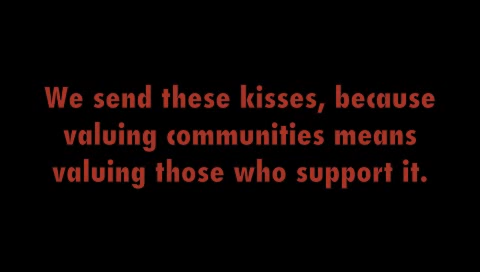 We send these kisses, because
valuing communities means
valuing those who support it.